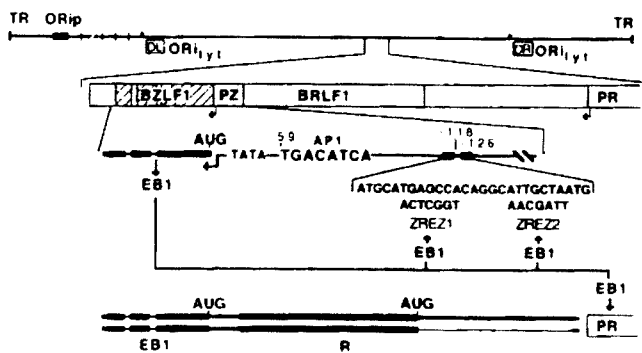 TR ORip TR
DL ORilyt DR ORilyt
BZLF1 PZ BRLF1 PR
AUG 59 AP1 -118 -126
TATA TGACATCA
EB1
ATGCATGAGCCACAGGCATTGCTAATG
ACTCGGT AACGATT
ZREZ1 ZREZ2
EB1 EB1
EB1
AUG AUG
PR
EB1 R